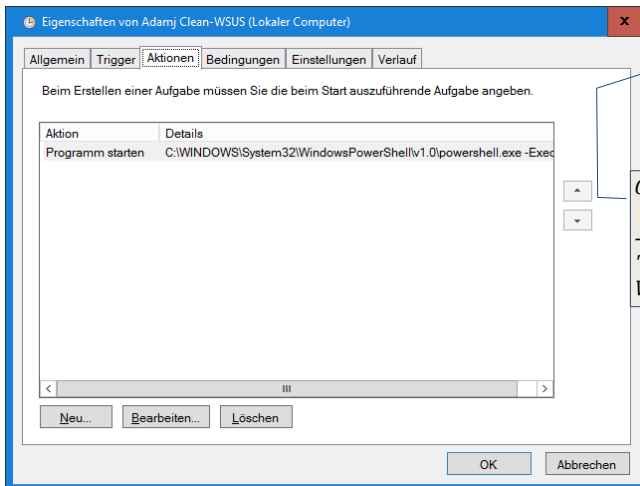 Eigenschaften von Adamj Clean-WSUS (Lokaler Computer)
x
Allgemein Trigger Aktionen Bedingungen Einstellungen Verlauf
Beim Erstellen einer Aufgabe müssen Sie die beim Start auszuführende Aufgabe angeben.
Aktion Details
Programm starten C:\WINDOWS\System32\WindowsPowerShell\v1.0\powershell.exe -Exec
Neu... Bearbeiten... Löschen
OK Abbrechen